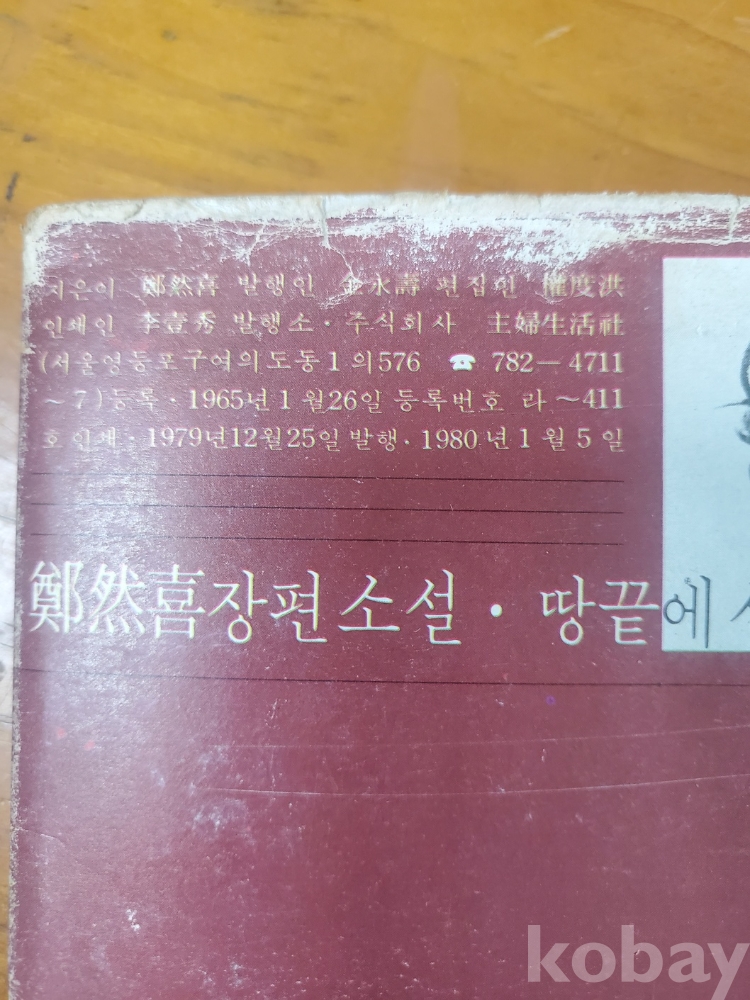 지은이 鄭然喜 발행인 金永壽 편집인 權度洪
인쇄인 李壹秀 발행소·주식회사 主婦生活社
(서울영등포구여의도동1의576 ☎ 782—4711
~7)등록·1965년1월26일 등록번호 라~411
호 인쇄·1979년12월25일 발행·1980년1월5일
鄭然喜장편소설·땅끝에
kobay